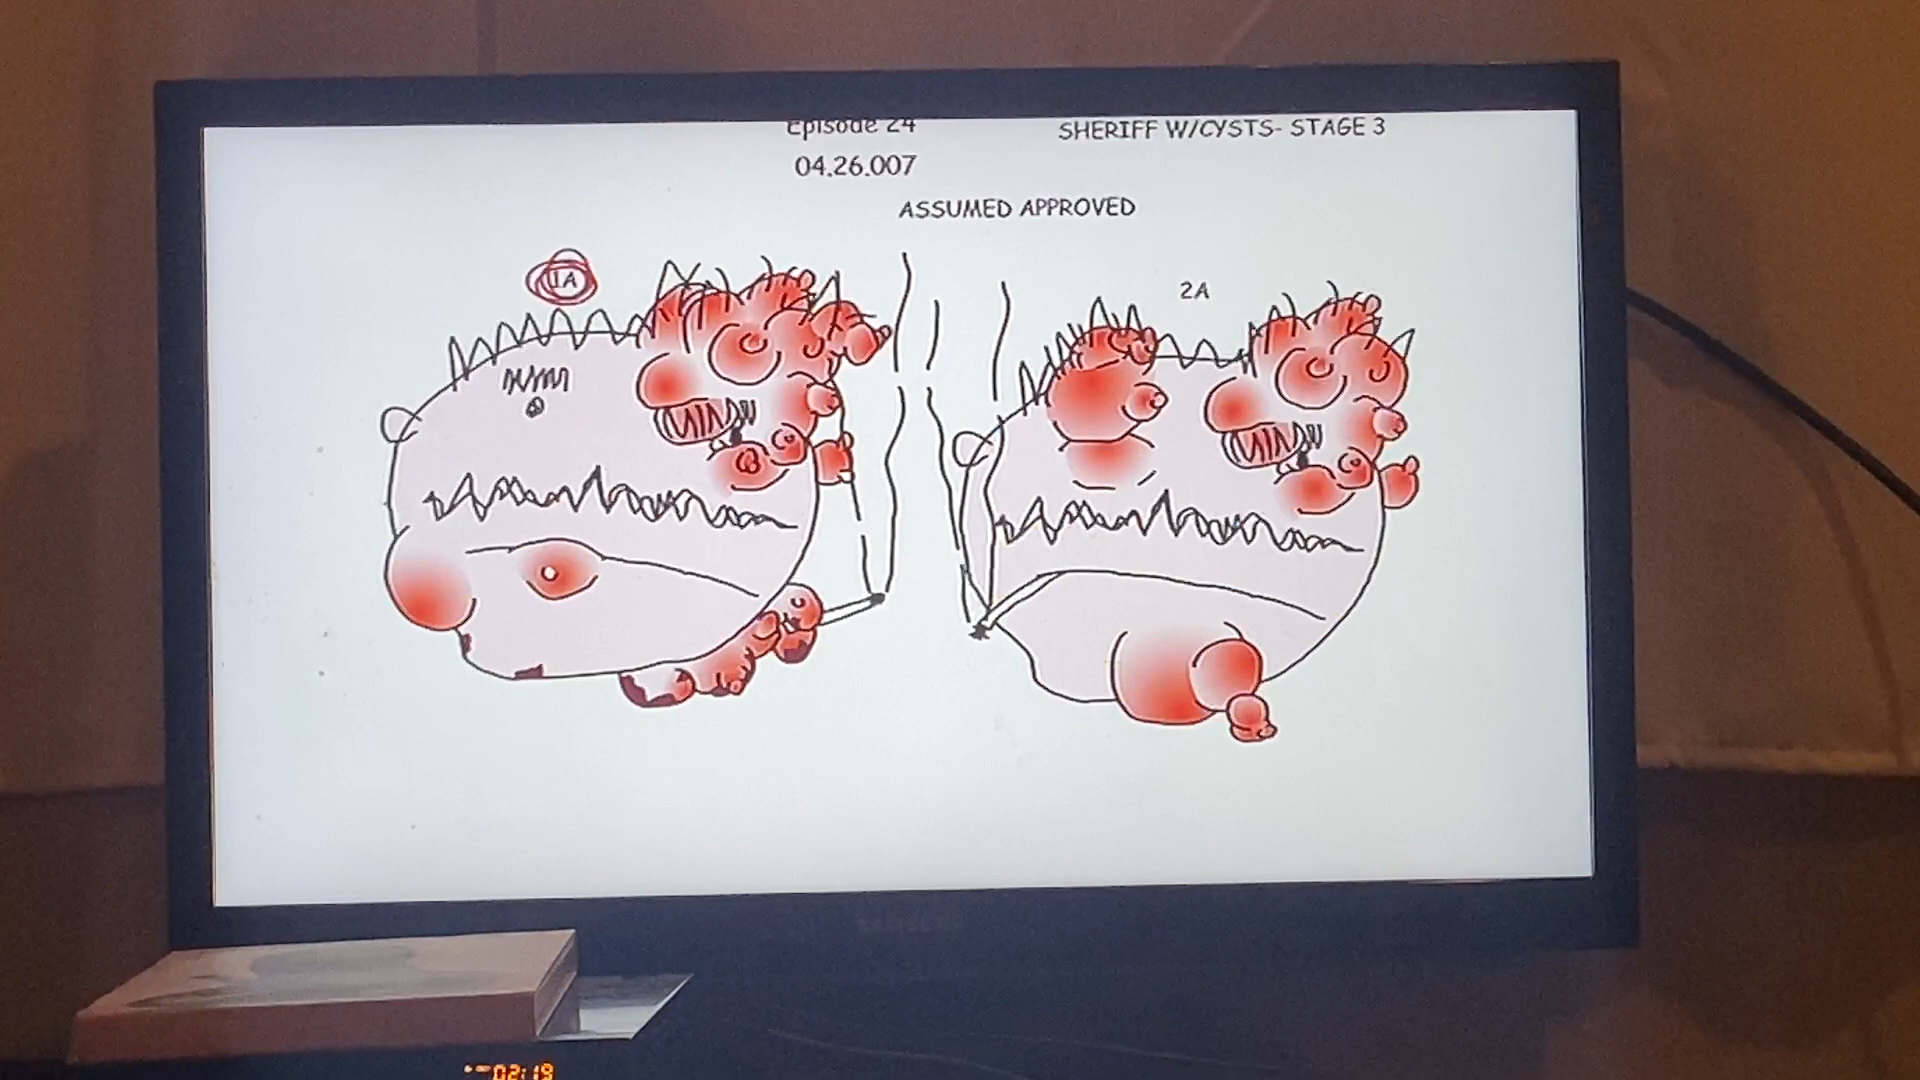 Episode 24
SHERIFF W/CYSTS- STAGE 3
04.26.007
ASSUMED APPROVED
1A
2A
02:19